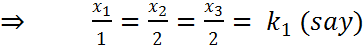 ⇒ x₁/1 = x₂/2 = x₃/2 = k₁ (say)